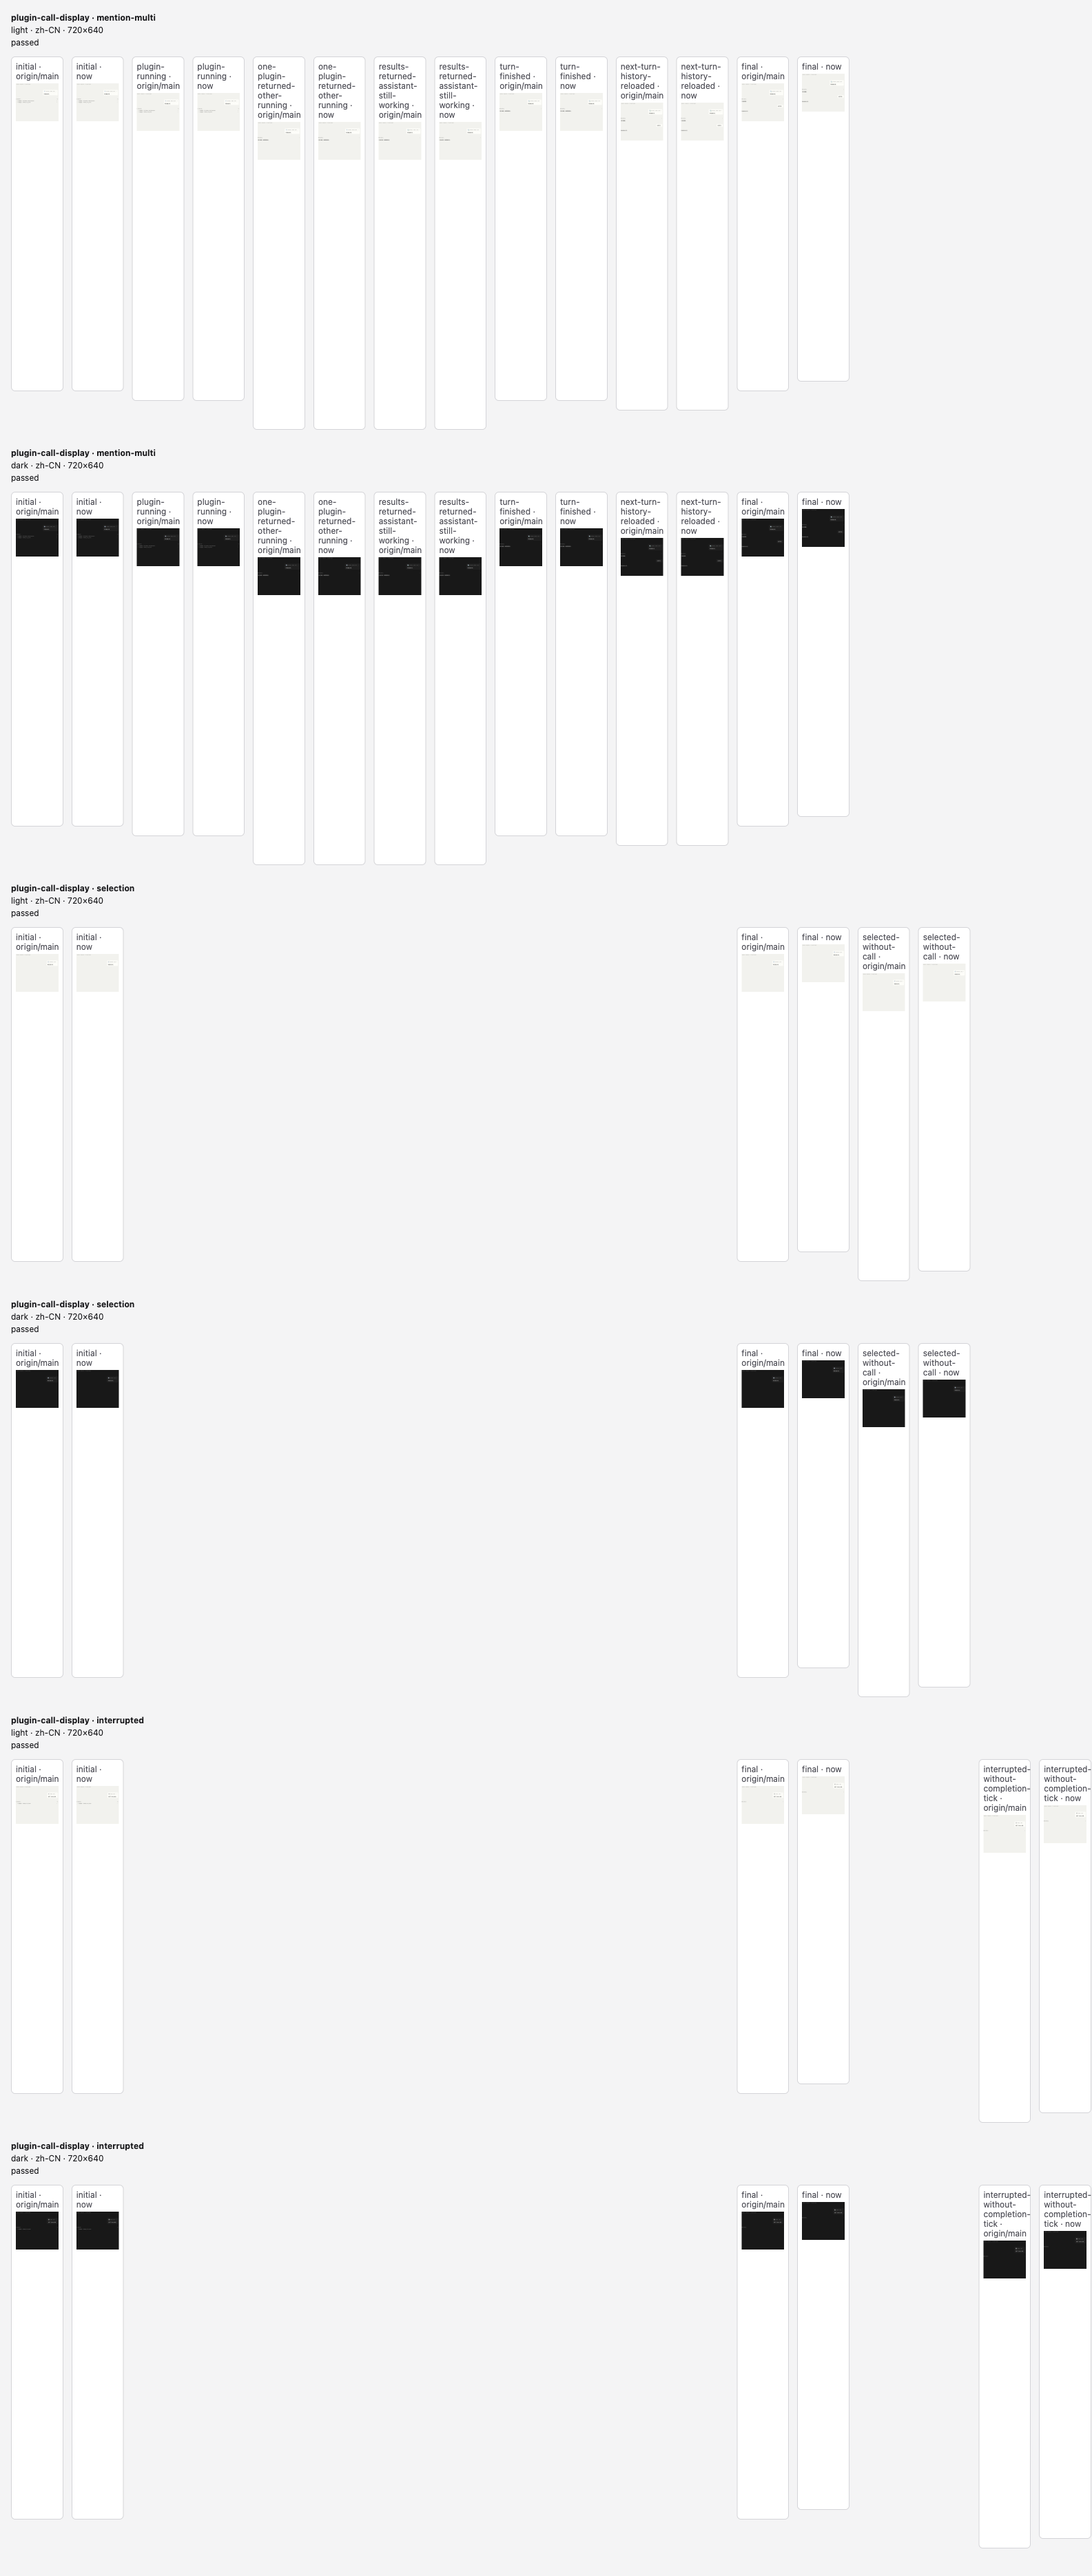 plugin-call-display · mention-multi
light · zh-CN · 720×640
passed
initial ·
origin/main
initial ·
now
plugin-
running ·
origin/main
plugin-
running ·
now
one-
plugin-
returned-
other-
running ·
origin/main
one-
plugin-
returned-
other-
running ·
now
results-
returned-
assistant-
still-
working ·
origin/main
results-
returned-
assistant-
still-
working ·
now
turn-
finished ·
origin/main
turn-
finished ·
now
next-turn-
history-
reloaded ·
origin/main
next-turn-
history-
reloaded ·
now
final ·
origin/main
final · now
plugin-call-display · mention-multi
dark · zh-CN · 720×640
passed
initial ·
origin/main
initial ·
now
plugin-
running ·
origin/main
plugin-
running ·
now
one-
plugin-
returned-
other-
running ·
origin/main
one-
plugin-
returned-
other-
running ·
now
results-
returned-
assistant-
still-
working ·
origin/main
results-
returned-
assistant-
still-
working ·
now
turn-
finished ·
origin/main
turn-
finished ·
now
next-turn-
history-
reloaded ·
origin/main
next-turn-
history-
reloaded ·
now
final ·
origin/main
final · now
plugin-call-display · selection
light · zh-CN · 720×640
passed
initial ·
origin/main
initial ·
now
final ·
origin/main
final · now
selected-
without-
call ·
origin/main
selected-
without-
call · now
plugin-call-display · selection
dark · zh-CN · 720×640
passed
initial ·
origin/main
initial ·
now
final ·
origin/main
final · now
selected-
without-
call ·
origin/main
selected-
without-
call · now
plugin-call-display · interrupted
light · zh-CN · 720×640
passed
initial ·
origin/main
initial ·
now
final ·
origin/main
final · now
interrupted-
without-
completion-
tick ·
origin/main
interrupted-
without-
completion-
tick · now
plugin-call-display · interrupted
dark · zh-CN · 720×640
passed
initial ·
origin/main
initial ·
now
final ·
origin/main
final · now
interrupted-
without-
completion-
tick ·
origin/main
interrupted-
without-
completion-
tick · now